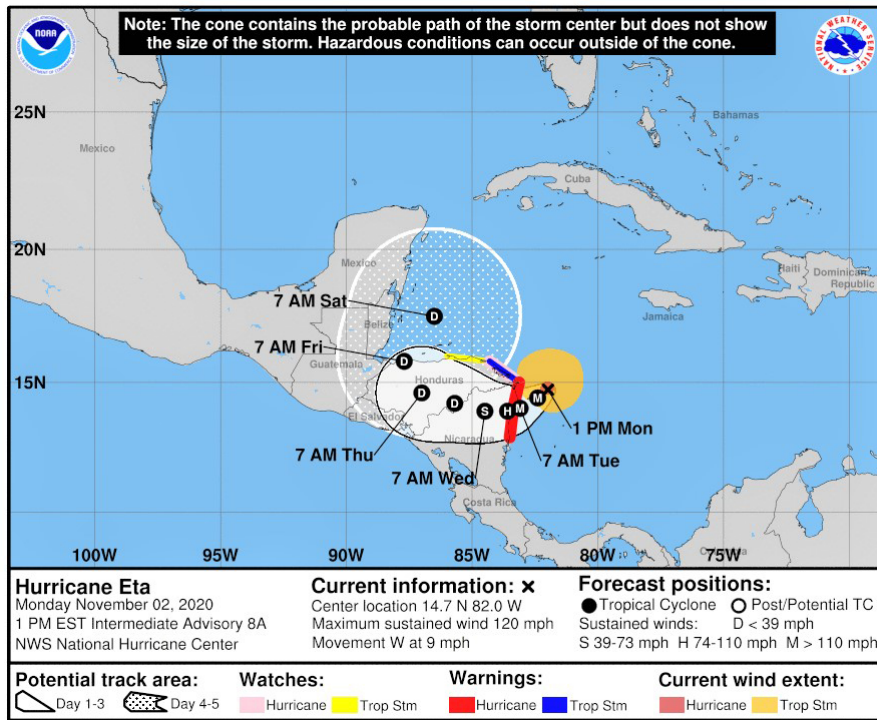 Note: The cone contains the probable path of the storm center but does not show
the size of the storm. Hazardous conditions can occur outside of the cone.
NOAA
NATIONAL WEATHER SERVICE
25N
Mexico
Bahamas
Cuba
20N
Mexico
Haiti
Dominican
Republic
7 AM Sat
D
Jamaica
Belize
7 AM Fri
D
Guatemala
15N
Honduras
D
D
S
H
M
M
El Salvador
1 PM Mon
7 AM Thu
Nicaragua
7 AM Tue
7 AM Wed
Costa Rica
100W
90W
85W
80W
75W
Hurricane Eta
Monday November 02, 2020
1 PM EST Intermediate Advisory 8A
NWS National Hurricane Center
Current information: x
Center location 14.7 N 82.0 W
Maximum sustained wind 120 mph
Movement W at 9 mph
Forecast positions:
Tropical Cyclone Post/Potential TC
Sustained winds: D < 39 mph
S 39-73 mph H 74-110 mph M > 110 mph
Potential track area:
Day 1-3 Day 4-5
Watches:
Hurricane Trop Stm
Warnings:
Hurricane Trop Stm
Current wind extent:
Hurricane Trop Stm